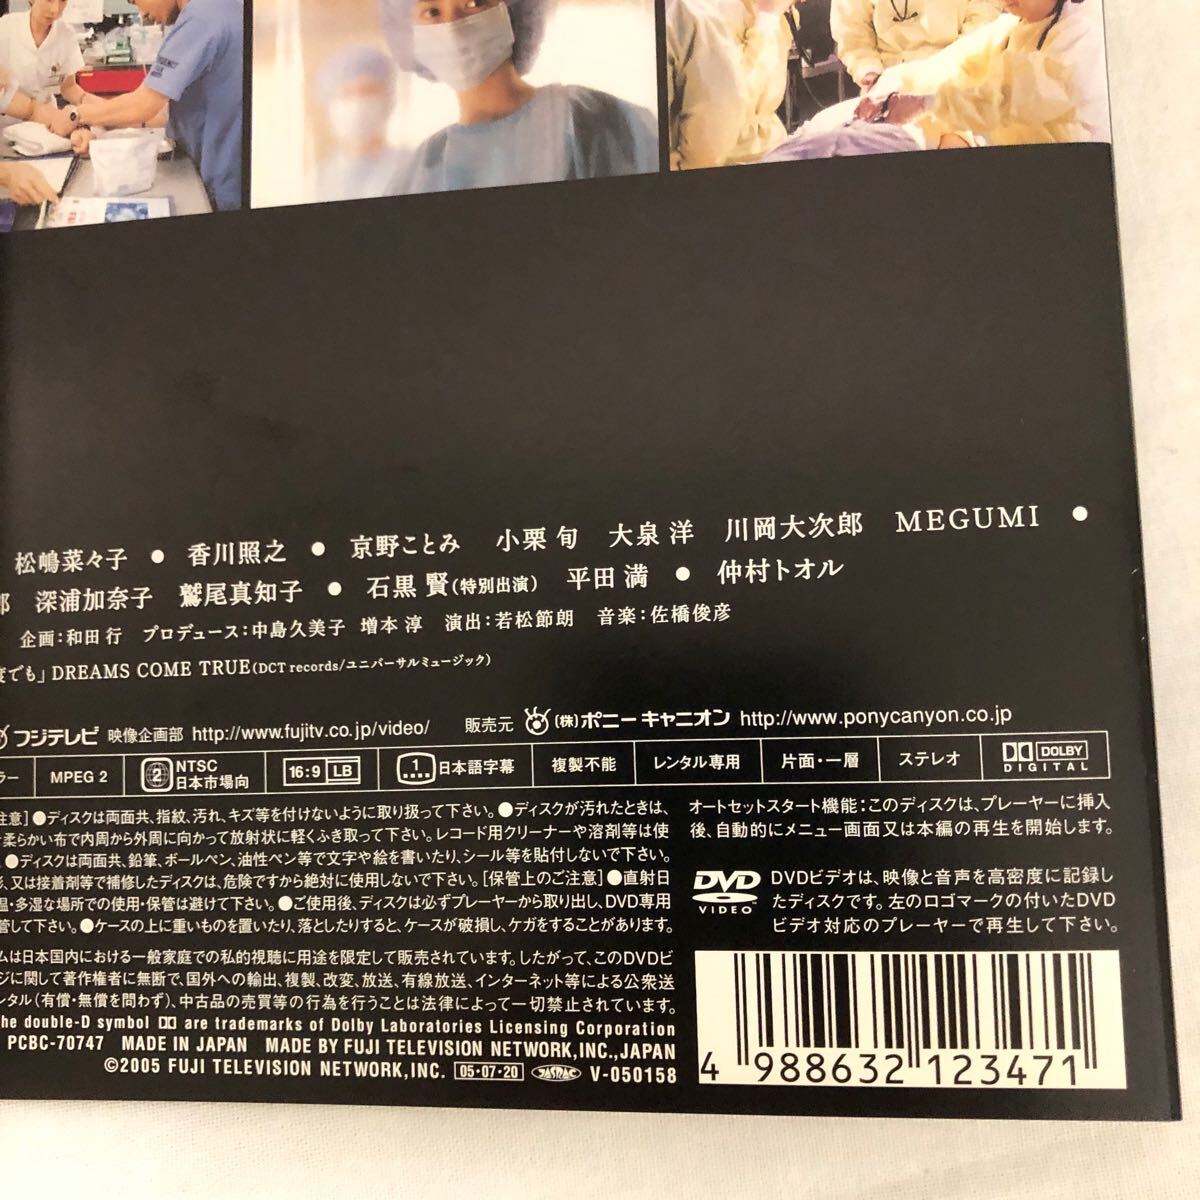 松嶋菜々子 ● 香川照之 ● 京野ことみ 小栗 旬 大泉 洋 川岡大次郎 MEGUMI ●
郎 深浦加奈子 鷲尾真知子 ● 石黒 賢(特別出演) 平田 満 ● 仲村トオル
企画:和田 行 プロデュース:中島久美子 増本 淳 演出:若松節朗 音楽:佐橋俊彦
度でも」DREAMS COME TRUE(DCT records/ユニバーサルミュージック)
フジテレビ 映像企画部 http://www.fujitv.co.jp/video/ 販売元 (株)ポニーキャニオン http://www.ponycanyon.co.jp
ラー MPEG 2 2 NTSC 日本市場向 16:9 LB 1 日本語字幕 複製不能 レンタル専用 片面・一層 ステレオ DOLBY DIGITAL
注意]●ディスクは両面共、指紋、汚れ、キズ等を付けないように取り扱って下さい。●ディスクが汚れたときは、
柔らかい布で内周から外周に向かって放射状に軽くふき取って下さい。レコード用クリーナーや溶剤等は使
●ディスクは両面共、鉛筆、ボールペン、油性ペン等で文字や絵を書いたり、シール等を貼付しないで下さい。
、又は接着剤等で補修したディスクは、危険ですから絶対に使用しないで下さい。[保管上のご注意]●直射日
温・多湿な場所での使用・保管は避けて下さい。●ご使用後、ディスクは必ずプレーヤーから取り出し、DVD専用
管して下さい。●ケースの上に重いものを置いたり、落としたりすると、ケースが破損し、ケガをすることがあります。
ムは日本国内における一般家庭での私的視聴に用途を限定して販売されています。したがって、このDVDビ
ジに関して著作権者に無断で、国外への輸出、複製、改変、放送、有線放送、インターネット等による公衆送
ンタル(有償・無償を問わず)、中古品の売買等の行為を行うことは法律によって一切禁止されています。
he double-D symbol are trademarks of Dolby Laboratories Licensing Corporation
PCBC-70747 MADE IN JAPAN MADE BY FUJI TELEVISION NETWORK,INC.,JAPAN
©2005 FUJI TELEVISION NETWORK,INC. 05・07・20 JASRAC V-050158
オートセットスタート機能:このディスクは、プレーヤーに挿入
後、自動的にメニュー画面又は本編の再生を開始します。
DVD VIDEO
DVDビデオは、映像と音声を高密度に記録し
たディスクです。左のロゴマークの付いたDVD
ビデオ対応のプレーヤーで再生して下さい。
4 988632 123471